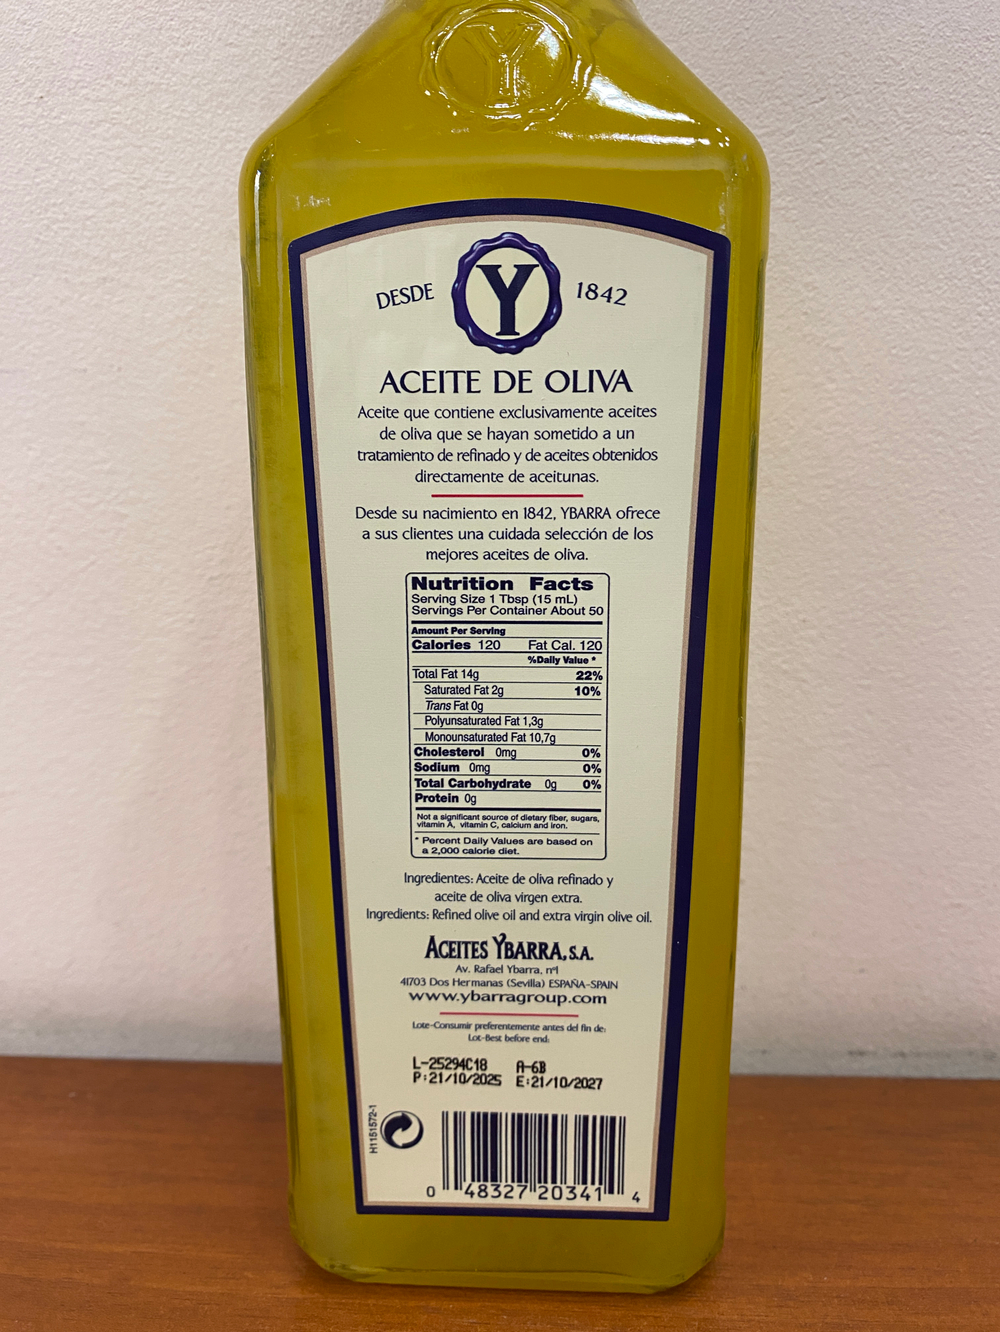 Y
DESDE Y 1842
ACEITE DE OLIVA
Aceite que contiene exclusivamente aceites
de oliva que se hayan sometido a un
tratamiento de refinado y de aceites obtenidos
directamente de aceitunas.
Desde su nacimiento en 1842, YBARRA ofrece
a sus clientes una cuidada selección de los
mejores aceites de oliva.
Nutrition Facts
Serving Size 1 Tbsp (15 mL)
Servings Per Container About 50
Amount Per Serving
Calories 120 Fat Cal. 120
%Daily Value *
Total Fat 14g 22%
Saturated Fat 2g 10%
Trans Fat 0g
Polyunsaturated Fat 1,3g
Monounsaturated Fat 10,7g
Cholesterol 0mg 0%
Sodium 0mg 0%
Total Carbohydrate 0g 0%
Protein 0g
Not a significant source of dietary fiber, sugars,
vitamin A, vitamin C, calcium and iron.
* Percent Daily Values are based on
a 2,000 calorie diet.
Ingredientes: Aceite de oliva refinado y
aceite de oliva virgen extra.
Ingredients: Refined olive oil and extra virgin olive oil.
ACEITES YBARRA, S.A.
Av. Rafael Ybarra, nº1
41703 Dos Hermanas (Sevilla) ESPAÑA-SPAIN
www.ybarragroup.com
Lote-Consumir preferentemente antes del fin de:
Lot-Best before end:
L-25294C18 A-6B
P:21/10/2025 E:21/10/2027
H1151572-1
0 48327 20341 4